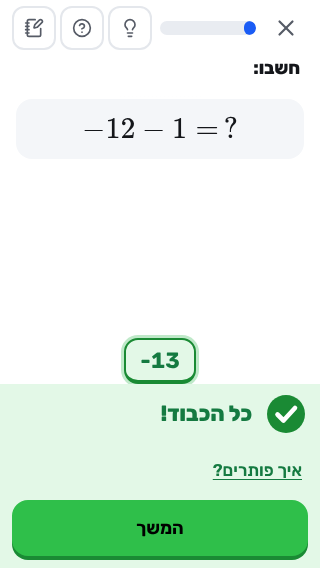 חשבו:
−12 − 1 = ?
-13
כל הכבוד!
איך פותרים?
המשך